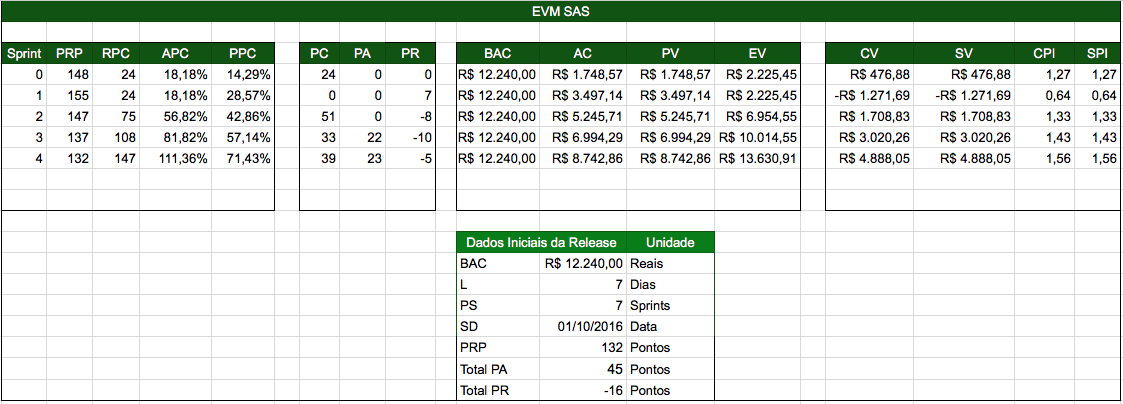 EVM SAS
Sprint PRP RPC APC PPC PC PA PR BAC AC PV EV CV SV CPI SPI
0 148 24 18,18% 14,29% 24 0 0 R$ 12.240,00 R$ 1.748,57 R$ 1.748,57 R$ 2.225,45 R$ 476,88 R$ 476,88 1,27 1,27
1 155 24 18,18% 28,57% 0 0 7 R$ 12.240,00 R$ 3.497,14 R$ 3.497,14 R$ 2.225,45 -R$ 1.271,69 -R$ 1.271,69 0,64 0,64
2 147 75 56,82% 42,86% 51 0 -8 R$ 12.240,00 R$ 5.245,71 R$ 5.245,71 R$ 6.954,55 R$ 1.708,83 R$ 1.708,83 1,33 1,33
3 137 108 81,82% 57,14% 33 22 -10 R$ 12.240,00 R$ 6.994,29 R$ 6.994,29 R$ 10.014,55 R$ 3.020,26 R$ 3.020,26 1,43 1,43
4 132 147 111,36% 71,43% 39 23 -5 R$ 12.240,00 R$ 8.742,86 R$ 8.742,86 R$ 13.630,91 R$ 4.888,05 R$ 4.888,05 1,56 1,56
Dados Iniciais da Release Unidade
BAC R$ 12.240,00 Reais
L 7 Dias
PS 7 Sprints
SD 01/10/2016 Data
PRP 132 Pontos
Total PA 45 Pontos
Total PR -16 Pontos